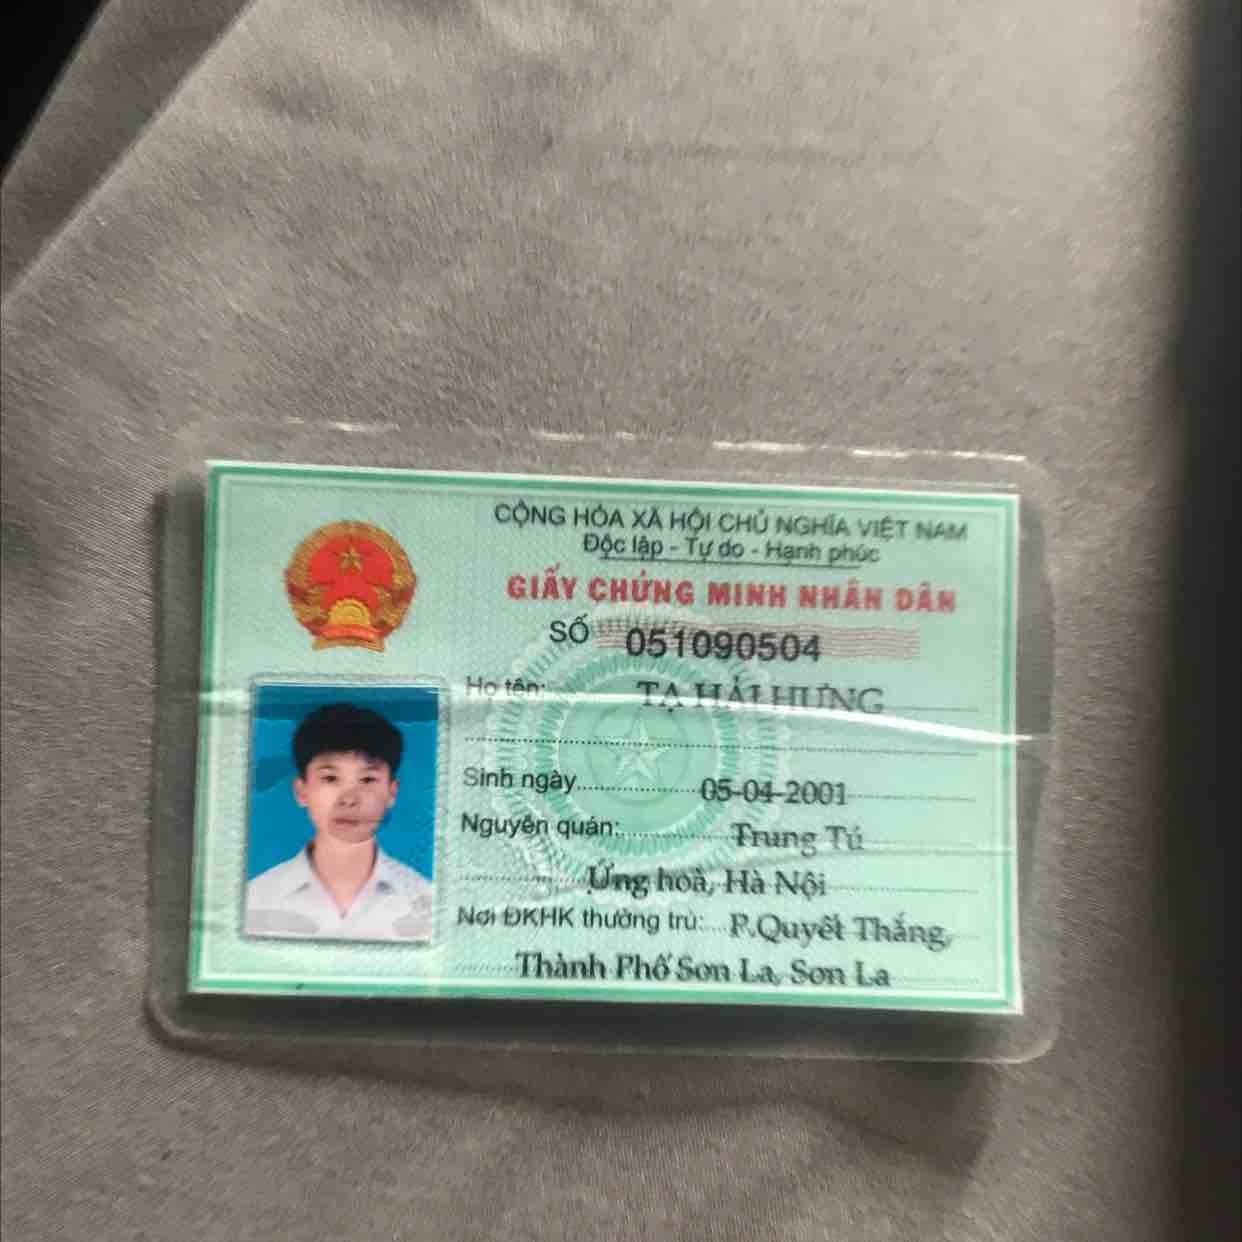 CỘNG HÒA XÃ HỘI CHỦ NGHĨA VIỆT NAM
Độc lập - Tự do - Hạnh phúc
GIẤY CHỨNG MINH NHÂN DÂN
SỐ 051090504
Họ tên: TẠ HẢI HƯNG
Sinh ngày 05-04-2001
Nguyên quán: Trung Tú
Ứng hoà, Hà Nội
Nơi ĐKHK thường trú: P.Quyết Thắng,
Thành Phố Sơn La, Sơn La